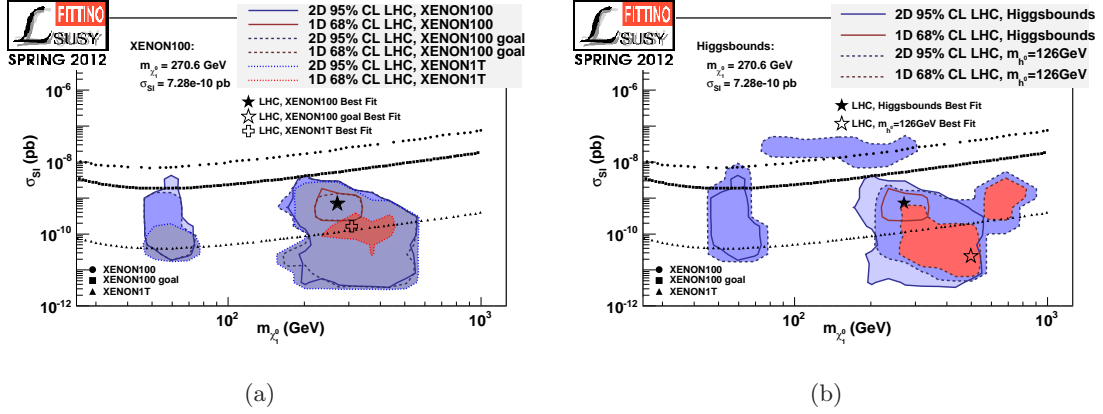 FITTINO
SUSY
SPRING 2012
2D 95% CL LHC, XENON100
1D 68% CL LHC, XENON100
2D 95% CL LHC, XENON100 goal
1D 68% CL LHC, XENON100 goal
2D 95% CL LHC, XENON1T
1D 68% CL LHC, XENON1T
XENON100:
m_χ̃₁⁰ = 270.6 GeV
σ_SI = 7.28e-10 pb
LHC, XENON100 Best Fit
LHC, XENON100 goal Best Fit
LHC, XENON1T Best Fit
σ_SI (pb)
10⁻⁶
10⁻⁸
10⁻¹⁰
10⁻¹²
XENON100
XENON100 goal
XENON1T
10²
10³
m_χ̃₁⁰ (GeV)
(a)
FITTINO
SUSY
SPRING 2012
2D 95% CL LHC, Higgsbounds
1D 68% CL LHC, Higgsbounds
2D 95% CL LHC, m_h⁰=126GeV
1D 68% CL LHC, m_h⁰=126GeV
Higgsbounds:
m_χ̃₁⁰ = 270.6 GeV
σ_SI = 7.28e-10 pb
LHC, Higgsbounds Best Fit
LHC, m_h⁰=126GeV Best Fit
σ_SI (pb)
10⁻⁶
10⁻⁸
10⁻¹⁰
10⁻¹²
XENON100
XENON100 goal
XENON1T
10²
10³
m_χ̃₁⁰ (GeV)
(b)